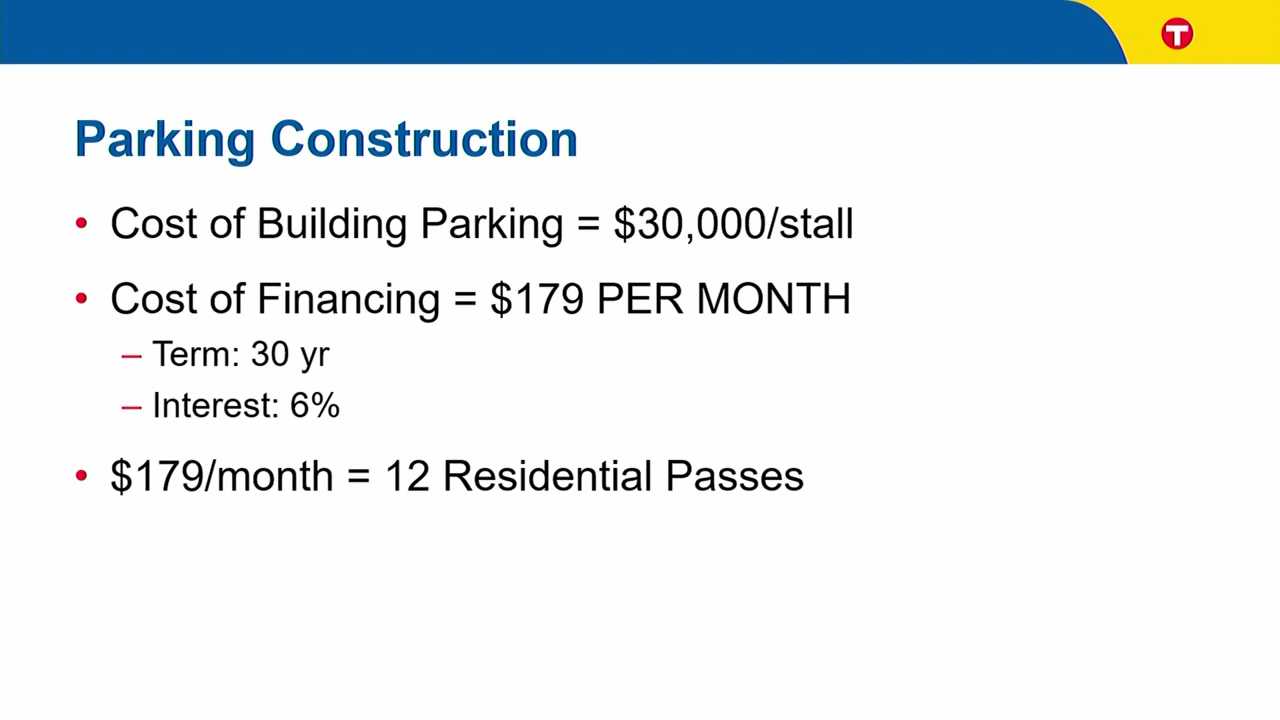 T
Parking Construction
• Cost of Building Parking = $30,000/stall
• Cost of Financing = $179 PER MONTH
– Term: 30 yr
– Interest: 6%
• $179/month = 12 Residential Passes